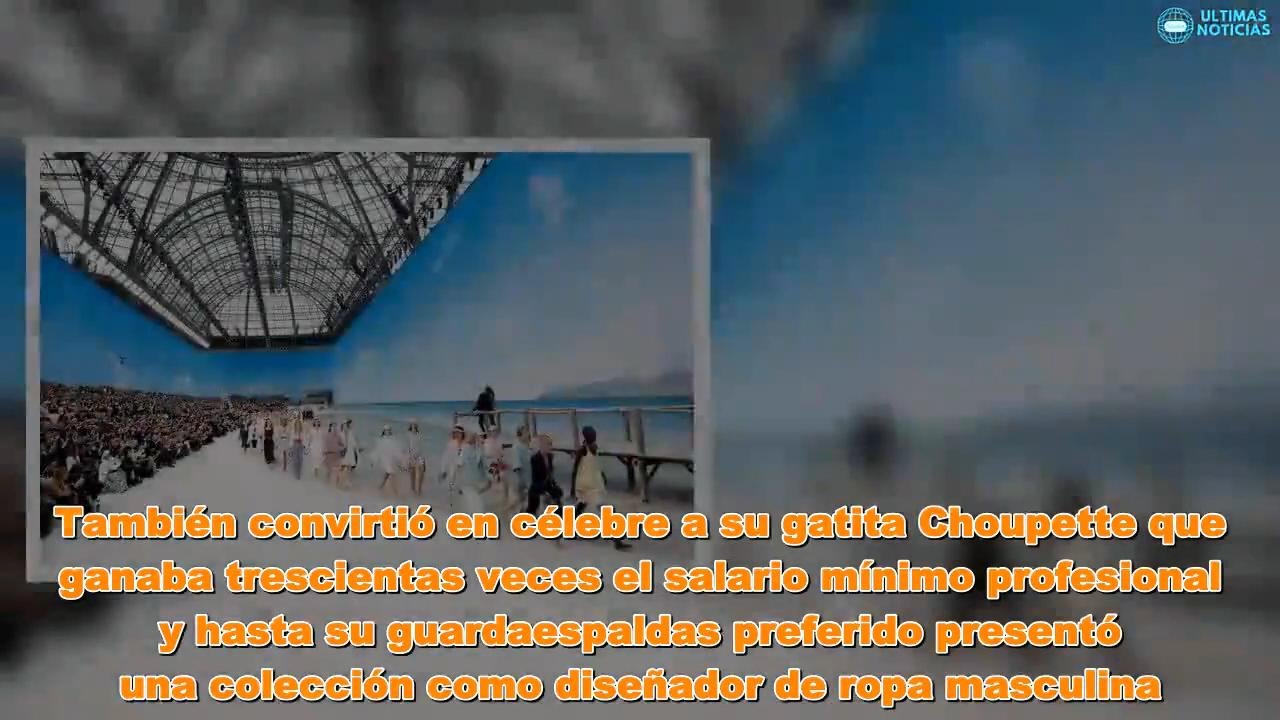 ULTIMAS
NOTICIAS
También convirtió en célebre a su gatita Choupette que
ganaba trescientas veces el salario mínimo profesional
y hasta su guardaespaldas preferido presentó
una colección como diseñador de ropa masculina